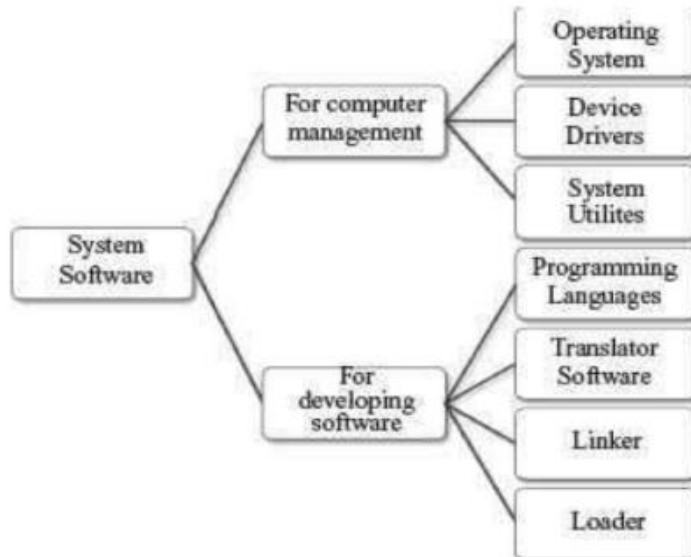 Operating
System
For computer
management
Device
Drivers
System
Utilites
System
Software
Programming
Languages
For
developing
software
Translator
Software
Linker
Loader